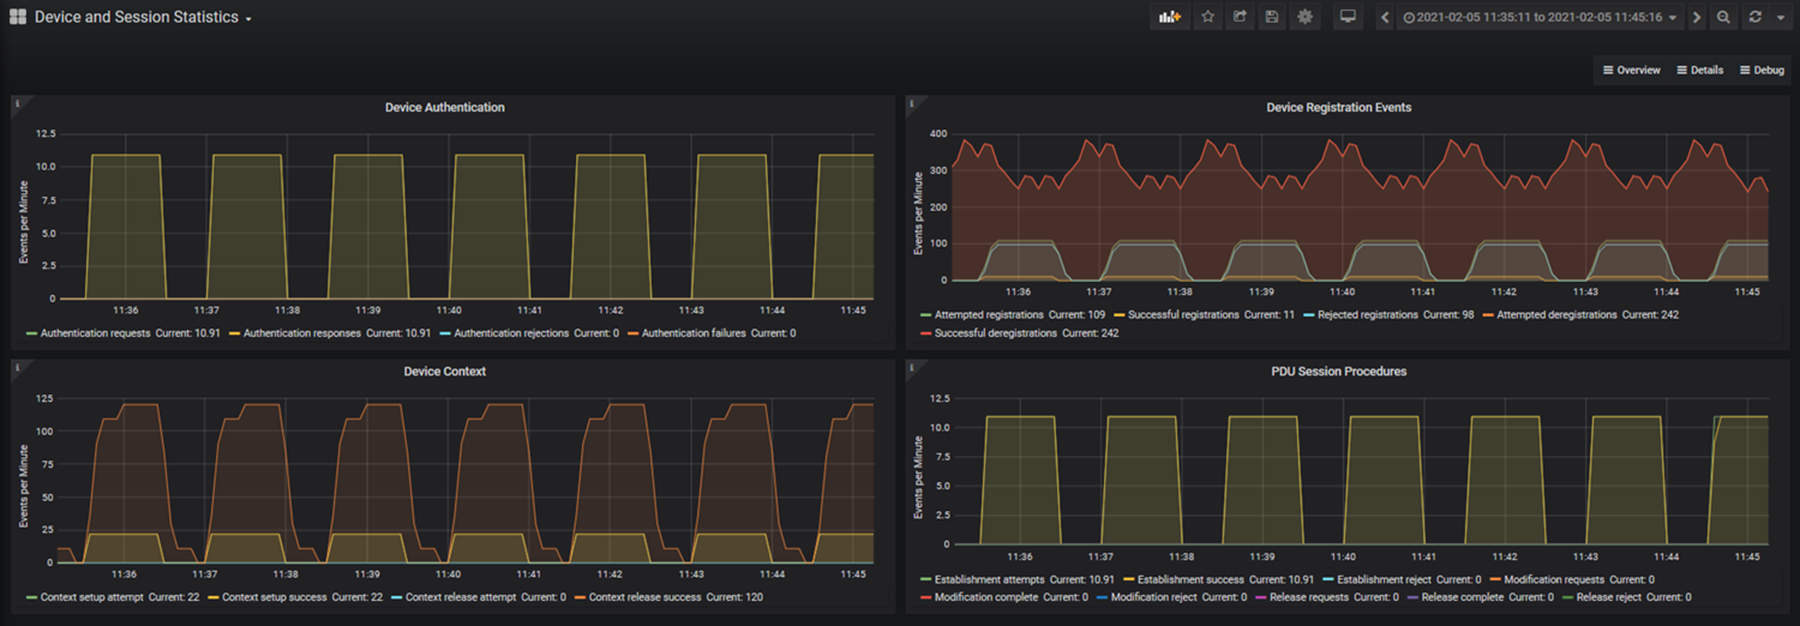 Device and Session Statistics
2021-02-05 11:35:11 to 2021-02-05 11:45:16
Overview Details Debug
Device Authentication
Events per Minute
12.5
10.0
7.5
5.0
2.5
0
11:36 11:37 11:38 11:39 11:40 11:41 11:42 11:43 11:44 11:45
Authentication requests Current: 10.91 Authentication responses Current: 10.91 Authentication rejections Current: 0 Authentication failures Current: 0
Device Registration Events
Events per Minute
400
300
200
100
0
11:36 11:37 11:38 11:39 11:40 11:41 11:42 11:43 11:44 11:45
Attempted registrations Current: 109 Successful registrations Current: 11 Rejected registrations Current: 98 Attempted deregistrations Current: 242
Successful deregistrations Current: 242
Device Context
Events per Minute
125
100
75
50
25
0
11:36 11:37 11:38 11:39 11:40 11:41 11:42 11:43 11:44 11:45
Context setup attempt Current: 22 Context setup success Current: 22 Context release attempt Current: 0 Context release success Current: 120
PDU Session Procedures
Events per Minute
12.5
10.0
7.5
5.0
2.5
0
11:36 11:37 11:38 11:39 11:40 11:41 11:42 11:43 11:44 11:45
Establishment attempts Current: 10.91 Establishment success Current: 10.91 Establishment reject Current: 0 Modification requests Current: 0
Modification complete Current: 0 Modification reject Current: 0 Release requests Current: 0 Release complete Current: 0 Release reject Current: 0